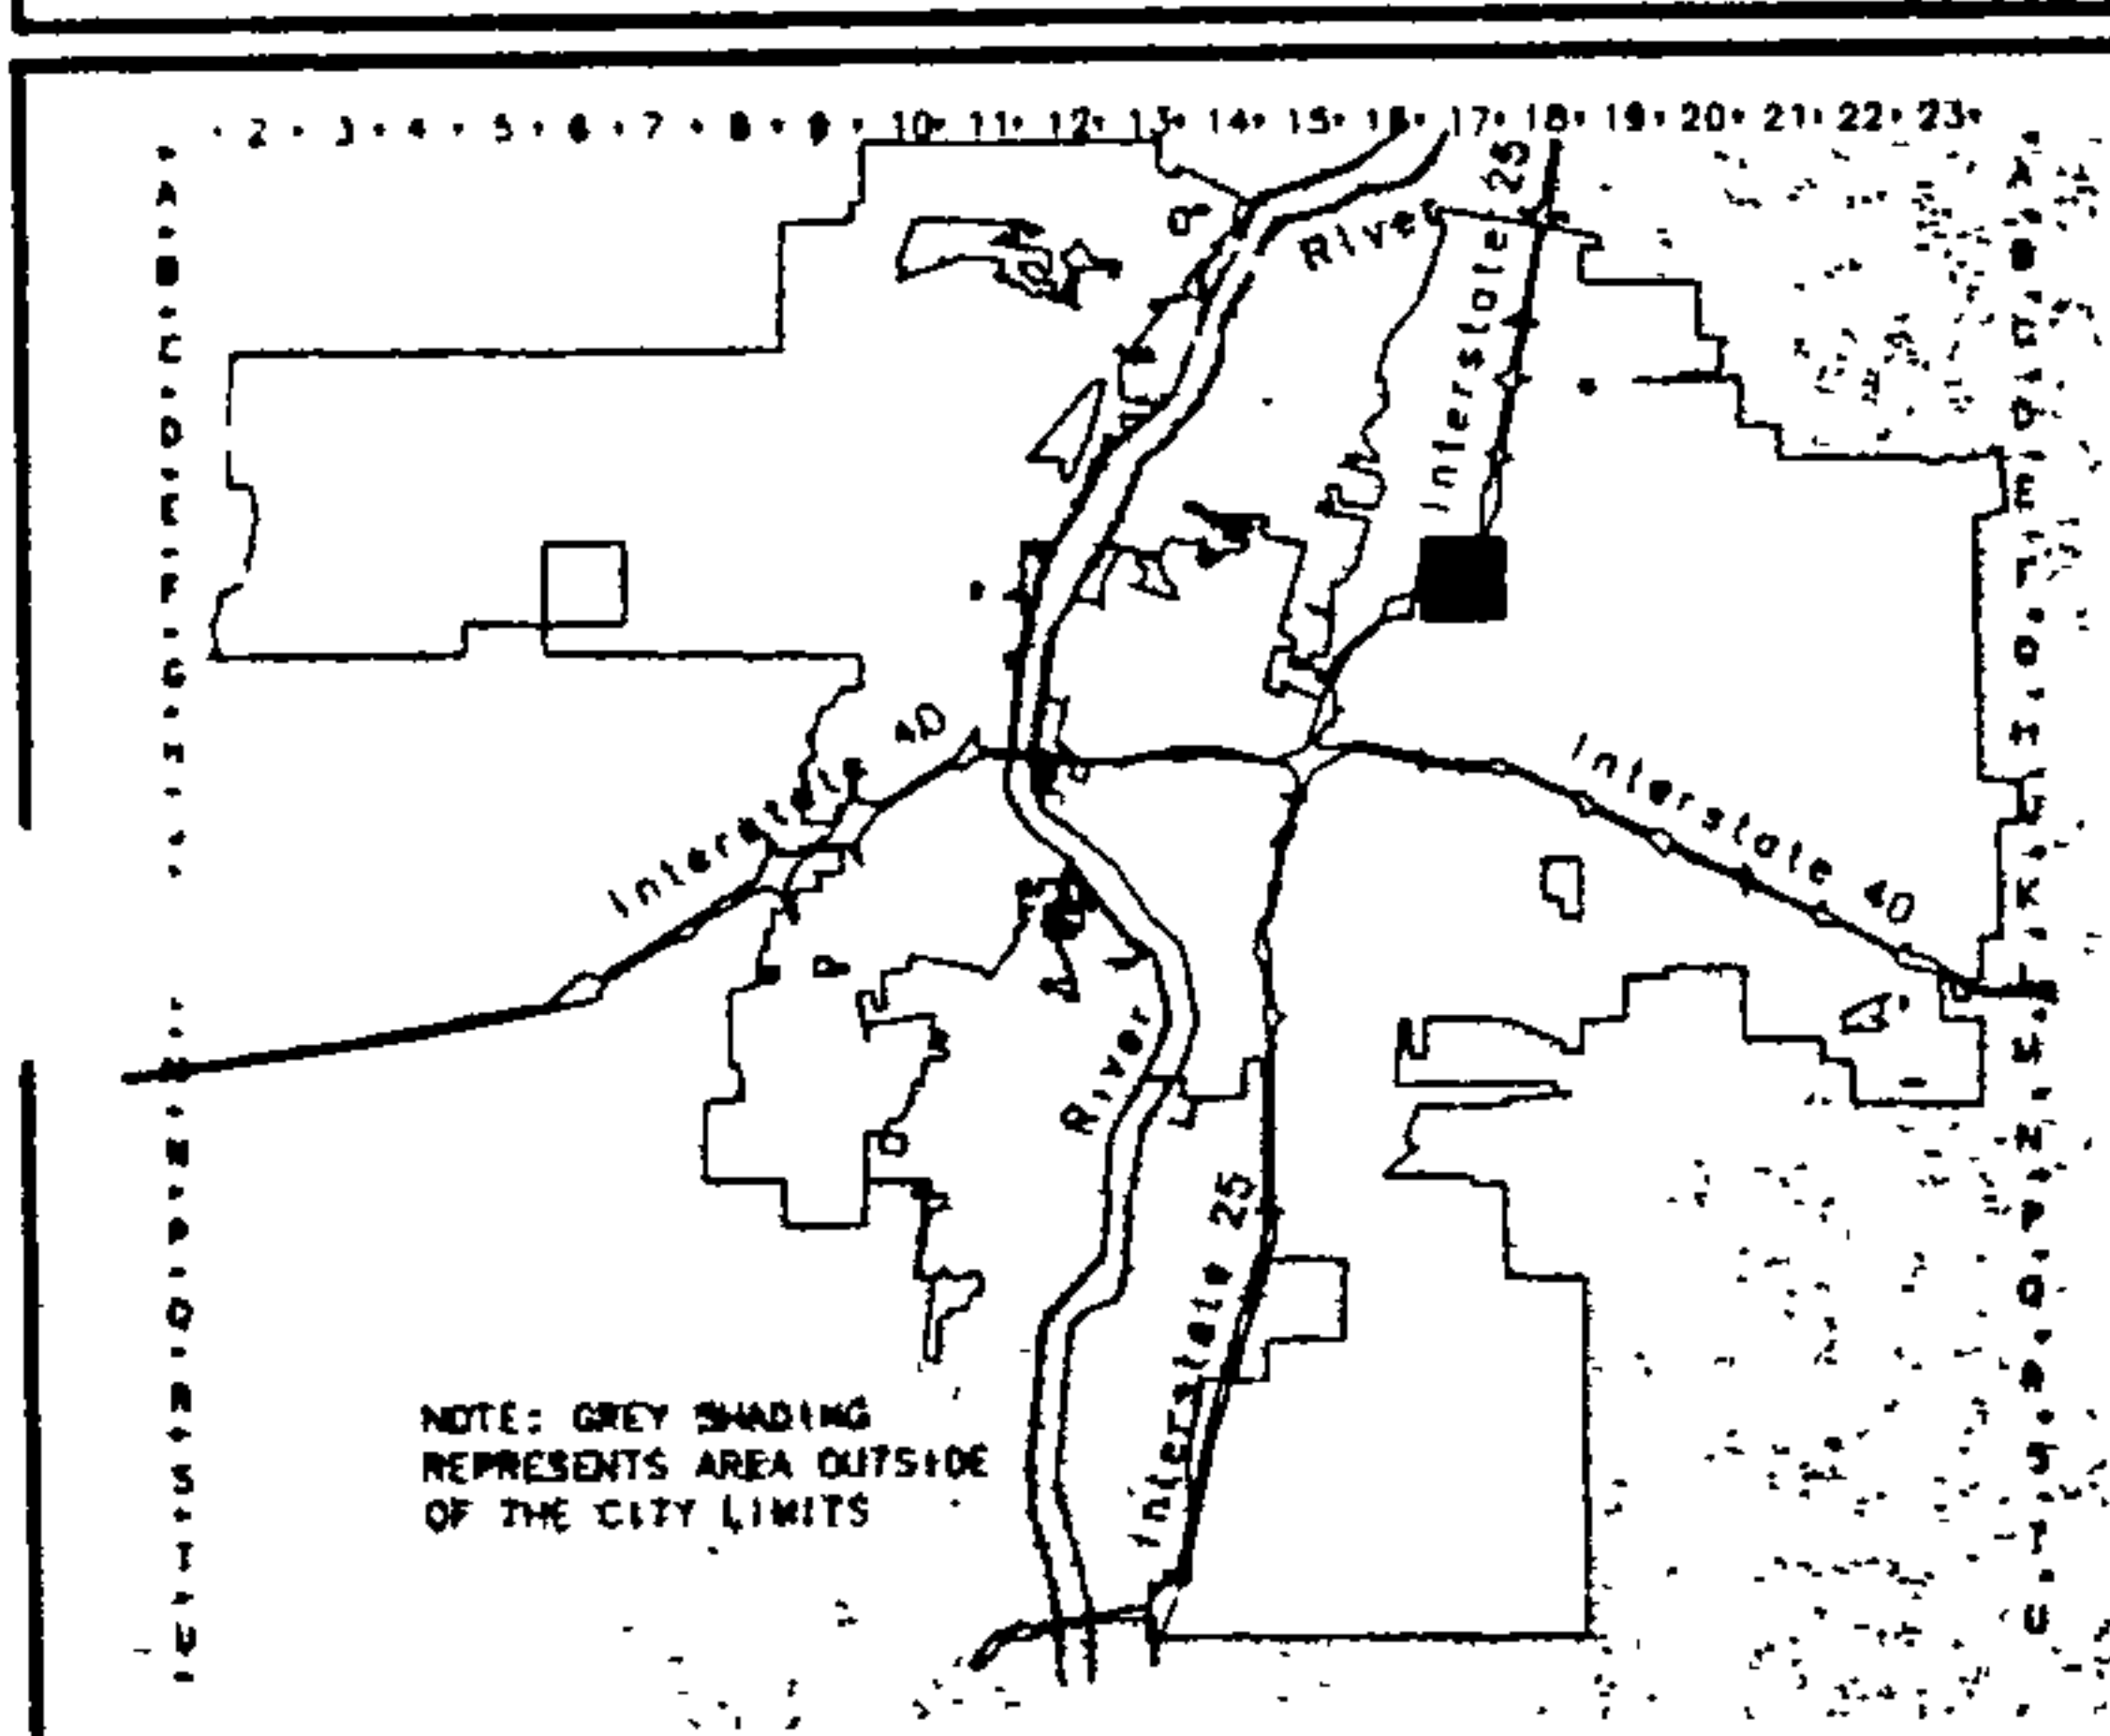 2 3 4 5 6 7 8 9 10 11 12 13 14 15 16 17 18 19 20 21 22 23
A
B
C
D
E
F
G
H
River
Interstate 25
Interstate 40
Interstate 40
River
Interstate 25
N
P
Q
R
S
T
U
A
B
C
D
E
F
G
H
J
K
L
M
N
P
Q
R
S
T
U
NOTE: GREY SHADING
REPRESENTS AREA OUTSIDE
OF THE CITY LIMITS